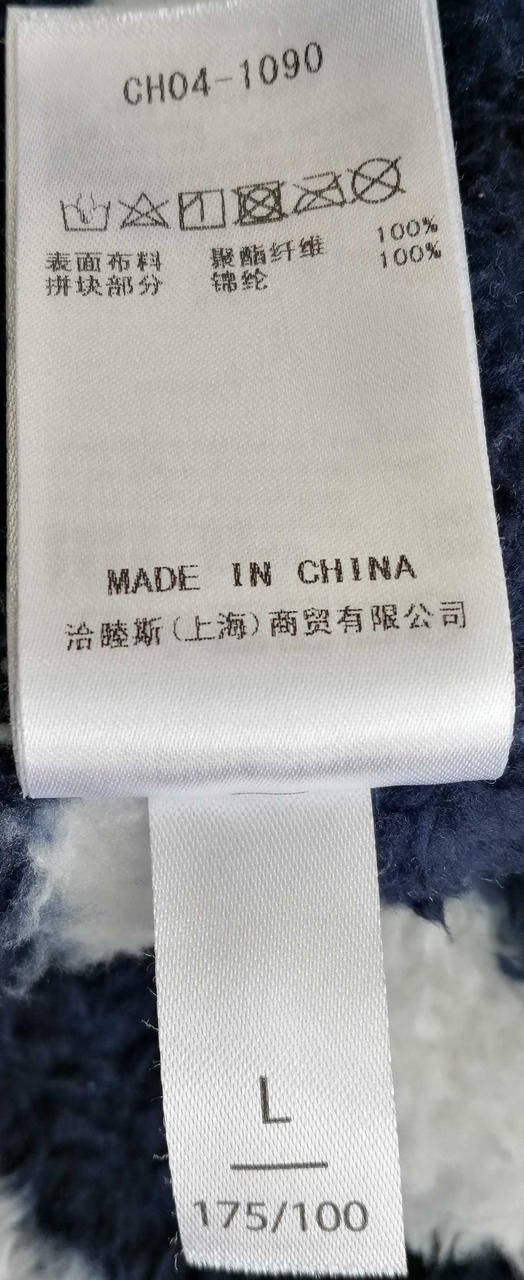 CH04-1090
表面布料 聚酯纤维 100%
拼块部分 锦纶 100%
MADE IN CHINA
洽睦斯(上海)商贸有限公司
L
175/100